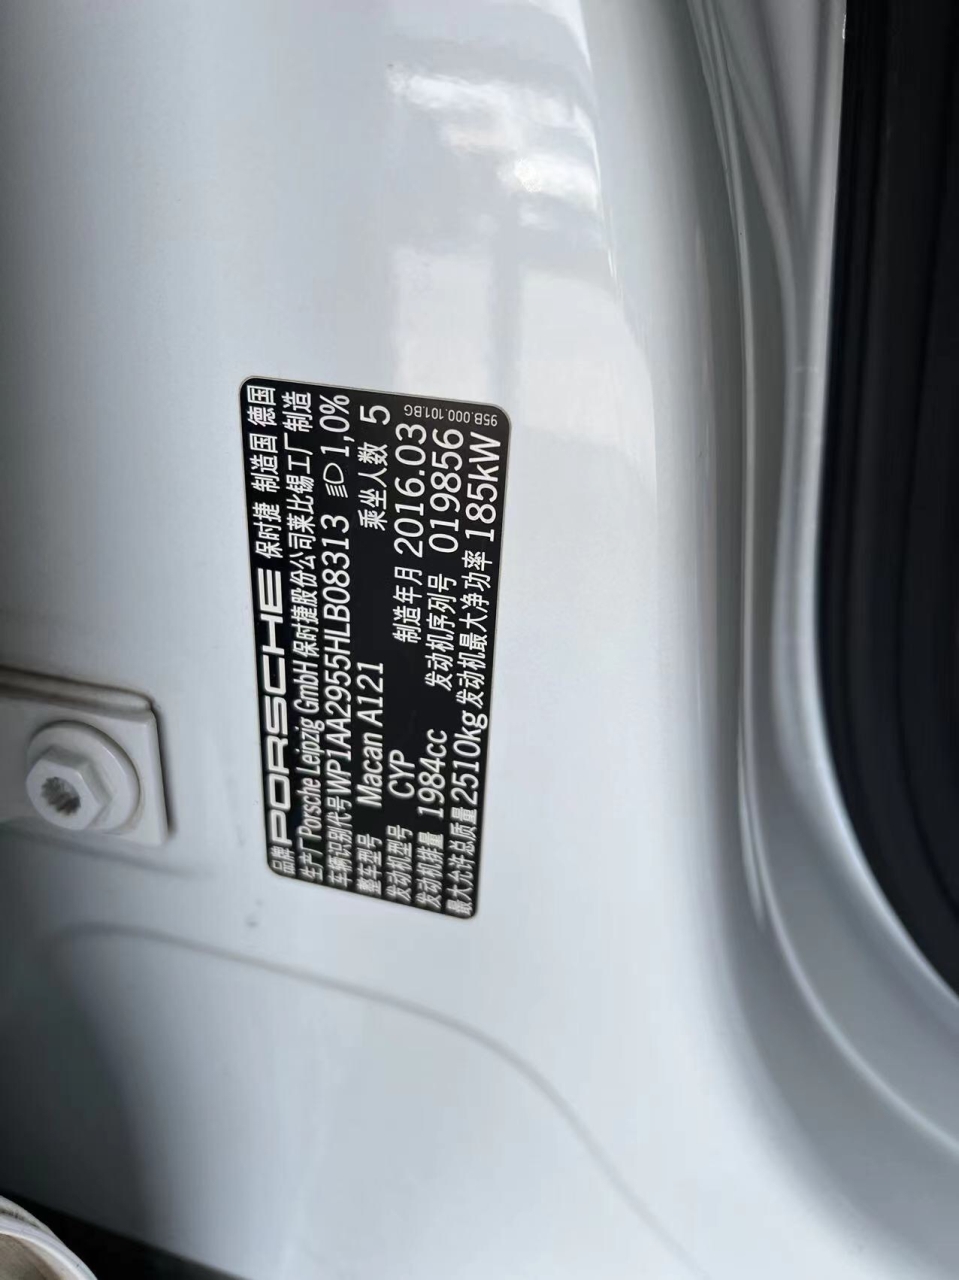 品牌 PORSCHE 保时捷 制造国 德国
生产厂 Porsche Leipzig GmbH 保时捷股份公司莱比锡工厂制造
车辆识别代号 WP1AA2955HLB08313 1,0%
整车型号 Macan A121 乘坐人数 5
发动机型号 CYP 制造年月 2016.03
发动机排量 1984cc 发动机序列号 019856
最大允许总质量 2510kg 发动机最大净功率 185kW
95B.000.101.BG